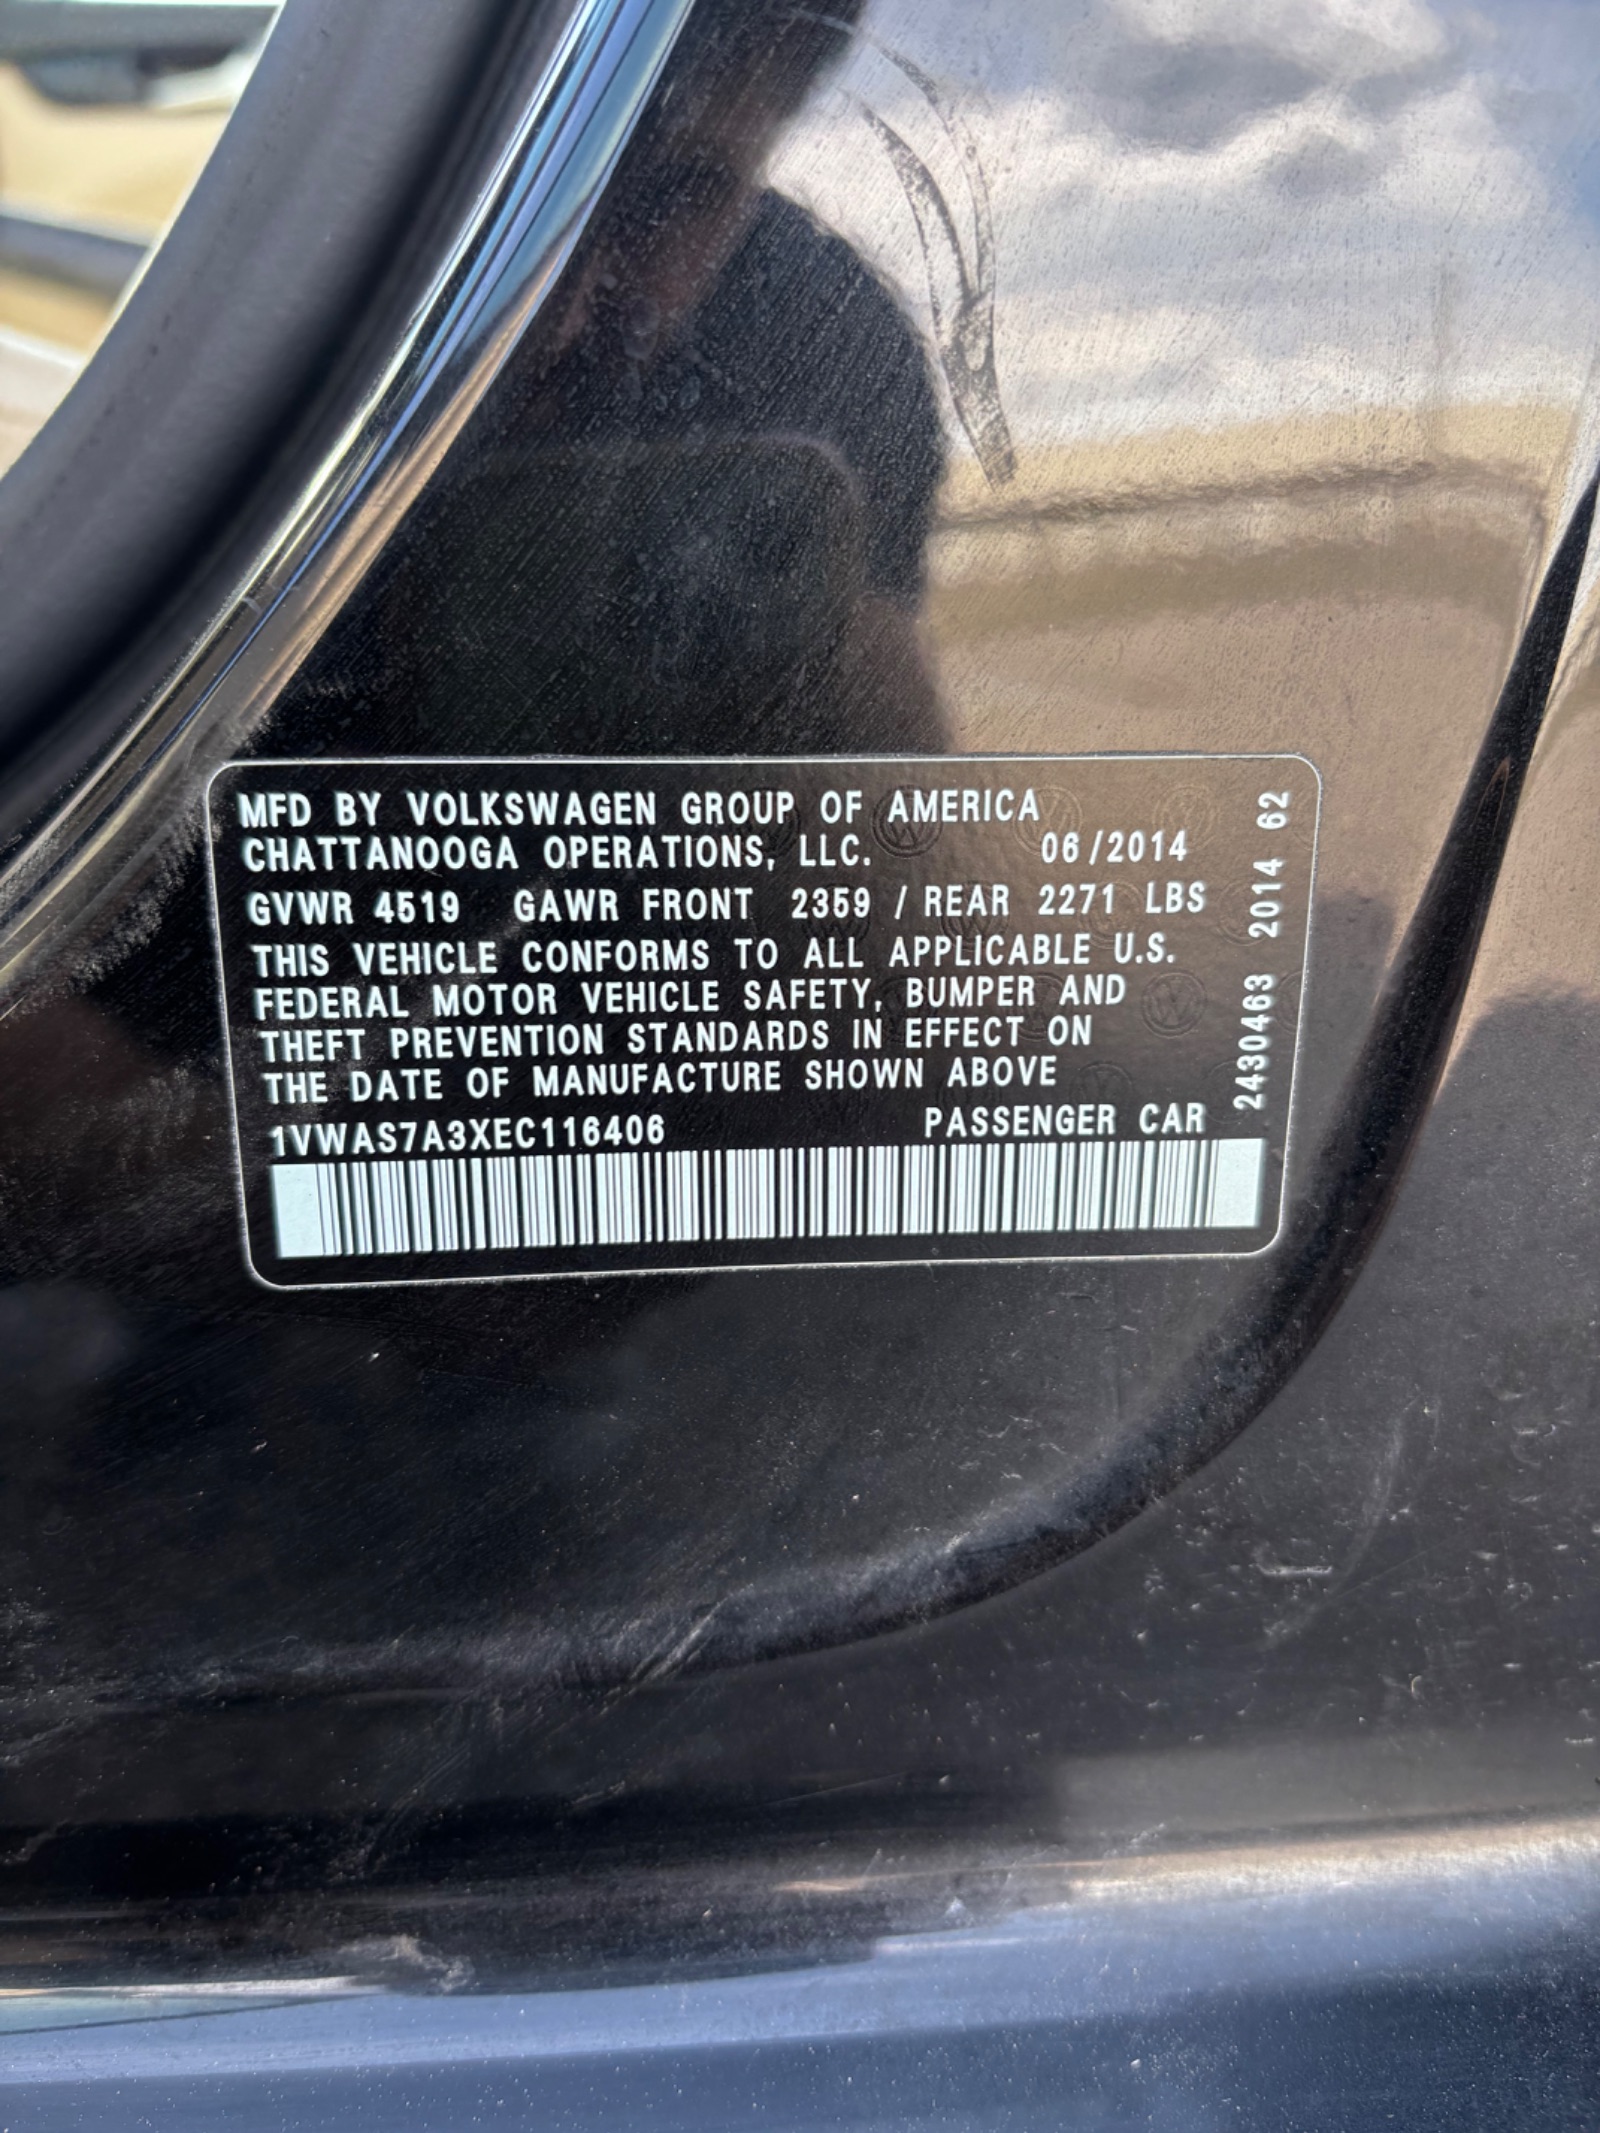 MFD BY VOLKSWAGEN GROUP OF AMERICA
CHATTANOOGA OPERATIONS, LLC. 06/2014
GVWR 4519 GAWR FRONT 2359 / REAR 2271 LBS
THIS VEHICLE CONFORMS TO ALL APPLICABLE U.S.
FEDERAL MOTOR VEHICLE SAFETY, BUMPER AND
THEFT PREVENTION STANDARDS IN EFFECT ON
THE DATE OF MANUFACTURE SHOWN ABOVE
1VWAS7A3XEC116406 PASSENGER CAR
2430463 2014 62